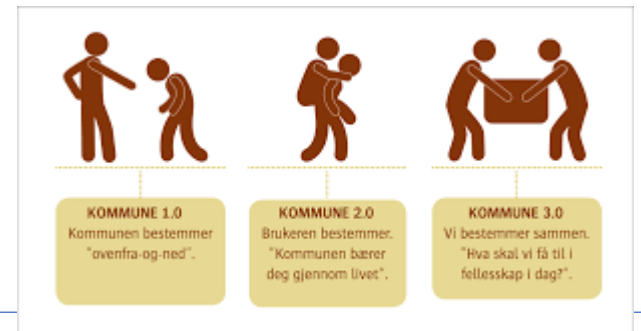 KOMMUNE 1.0
Kommunen bestemmer
"ovenfra-og-ned".
KOMMUNE 2.0
Brukeren bestemmer.
"Kommunen bærer
deg gjennom livet".
KOMMUNE 3.0
Vi bestemmer sammen.
"Hva skal vi få til i
fellesskap i dag?".